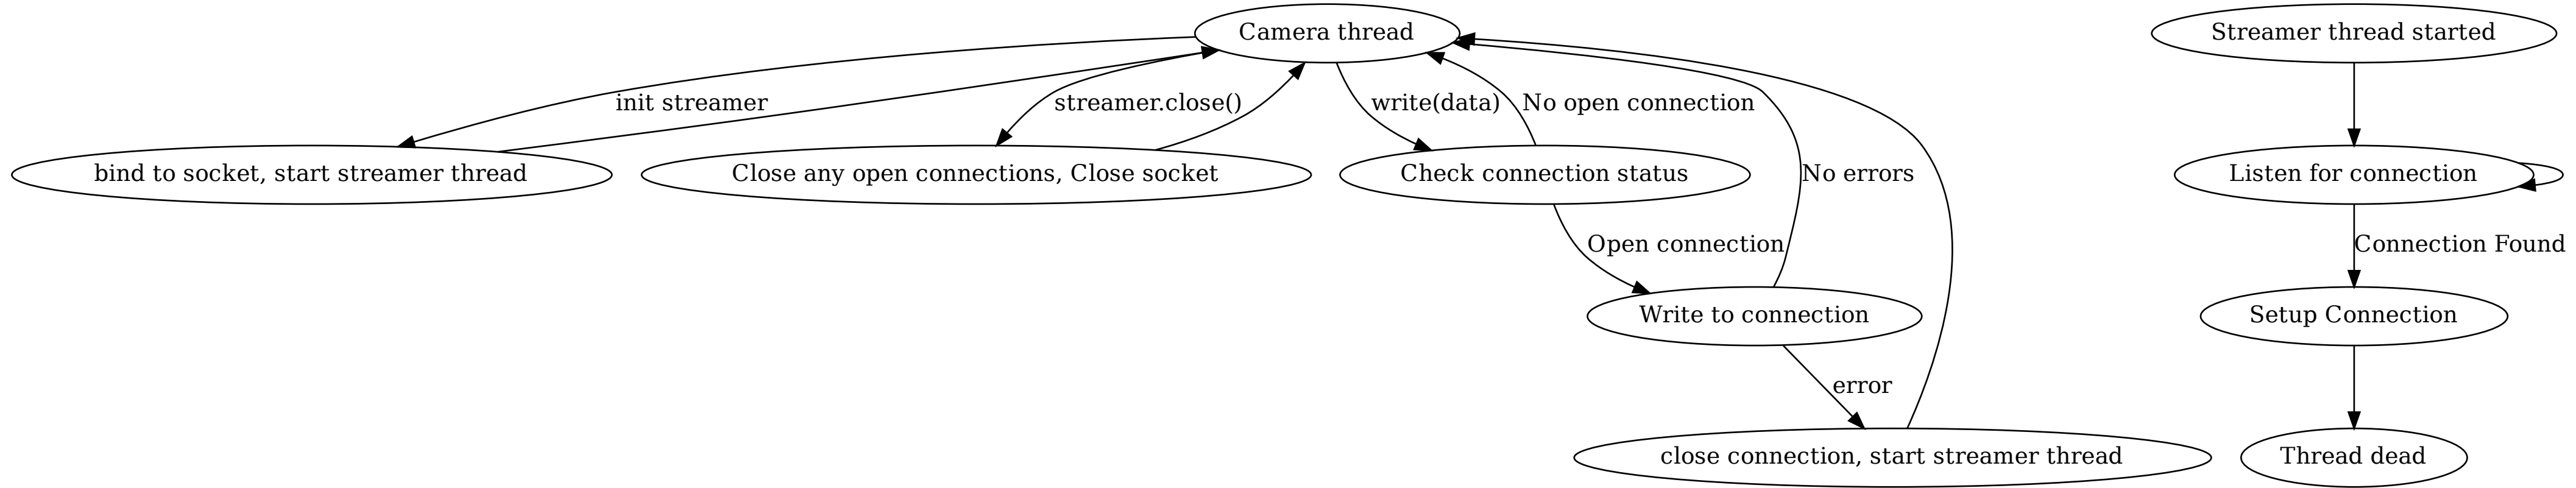 Camera thread
Streamer thread started
init streamer
streamer.close()
write(data)
No open connection
bind to socket, start streamer thread
Close any open connections, Close socket
Check connection status
No errors
Listen for connection
Open connection
Connection Found
Write to connection
Setup Connection
error
close connection, start streamer thread
Thread dead